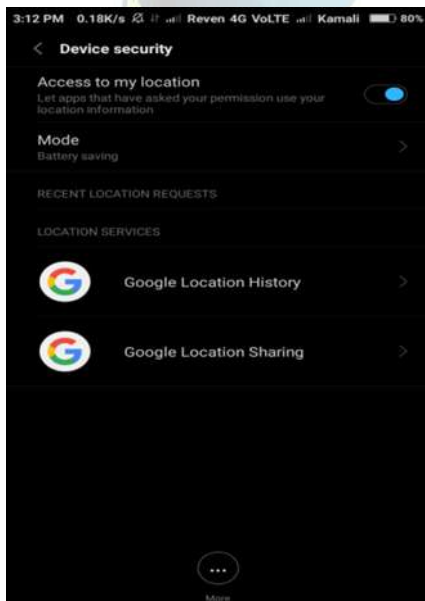 3:12 PM 0.18K/s Reven 4G VoLTE Kamali 80%
Device security
Access to my location
Let apps that have asked your permission use your
location information
Mode
Battery saving
RECENT LOCATION REQUESTS
LOCATION SERVICES
Google Location History
Google Location Sharing
More